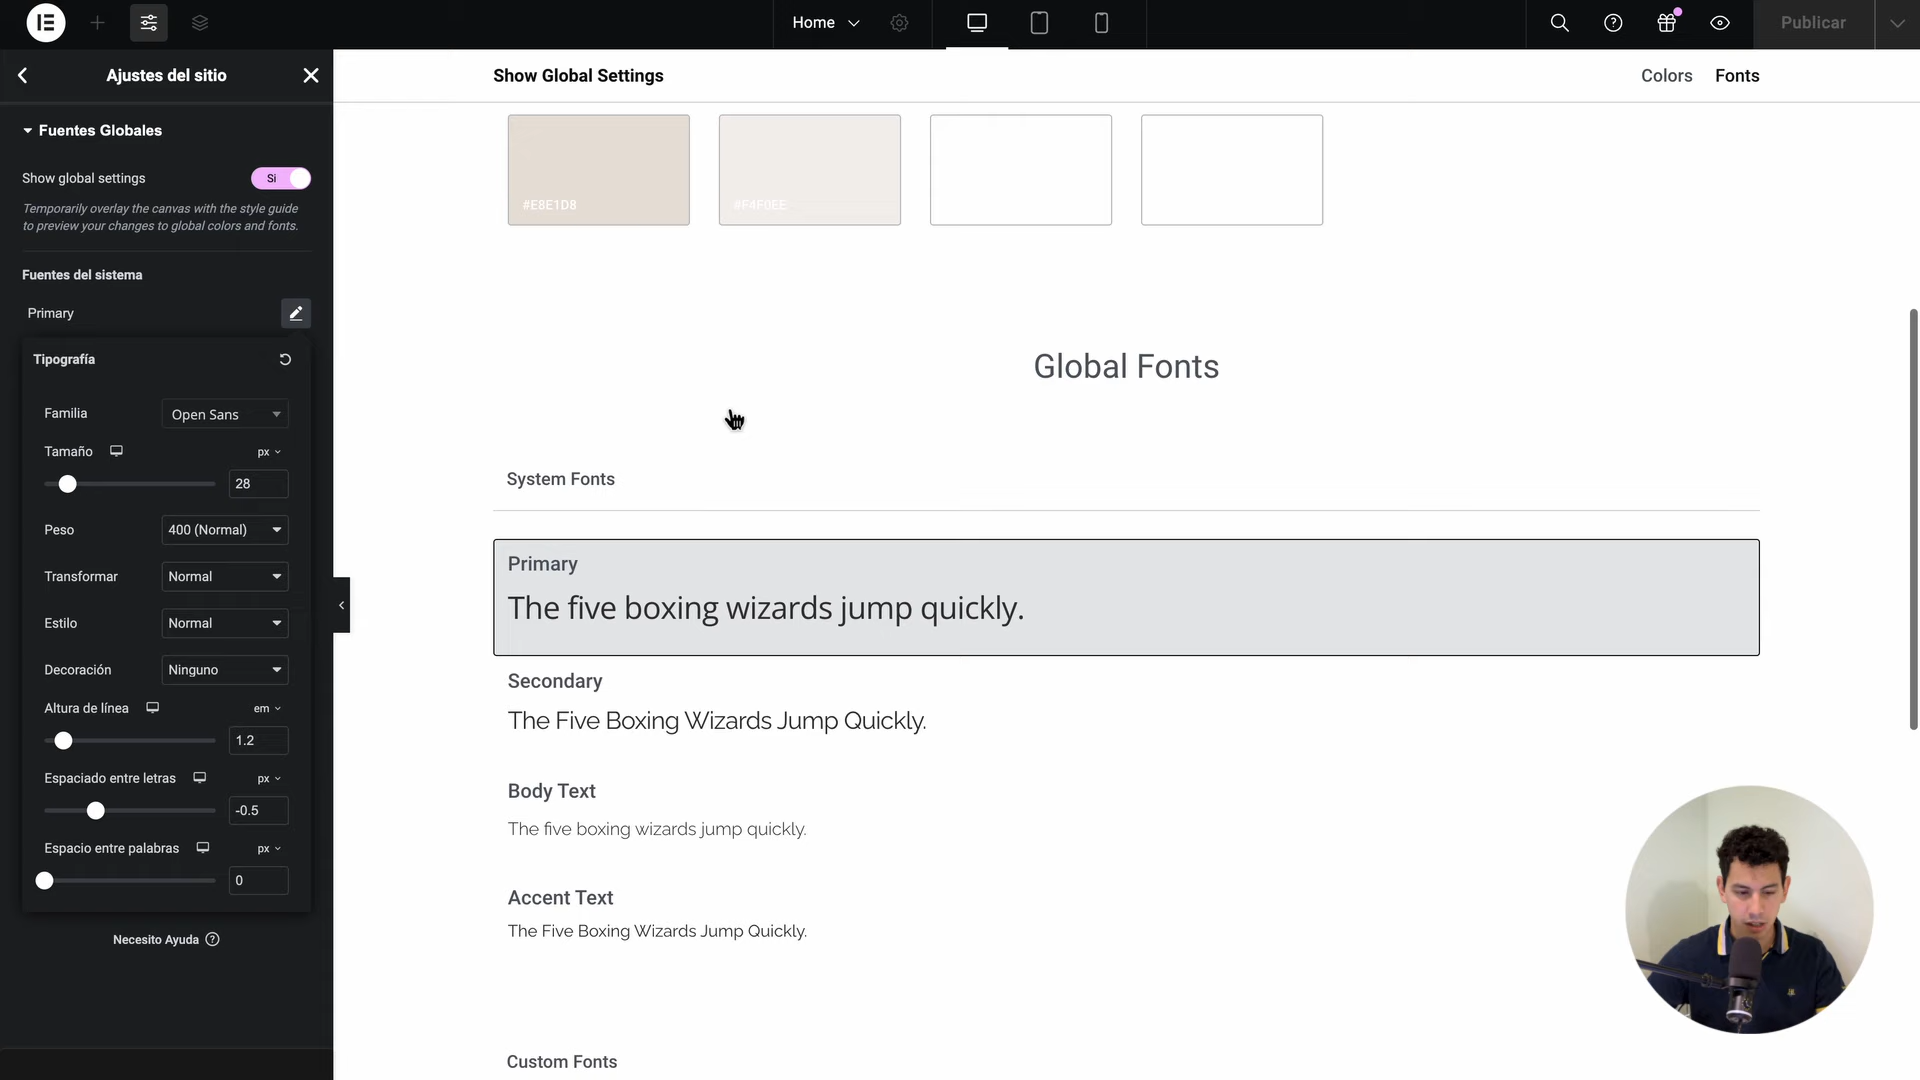 Home
Publicar
Ajustes del sitio
Show Global Settings
Colors
Fonts
Fuentes Globales
Show global settings
Si
Temporarily overlay the canvas with the style guide
to preview your changes to global colors and fonts.
#E8E1D8
#F4F0EE
Fuentes del sistema
Primary
Tipografía
Familia
Open Sans
Tamaño
px
28
Peso
400 (Normal)
Transformar
Normal
Estilo
Normal
Decoración
Ninguno
Altura de línea
em
1.2
Espaciado entre letras
px
-0.5
Espacio entre palabras
px
0
Necesito Ayuda
Global Fonts
System Fonts
Primary
The five boxing wizards jump quickly.
Secondary
The Five Boxing Wizards Jump Quickly.
Body Text
The five boxing wizards jump quickly.
Accent Text
The Five Boxing Wizards Jump Quickly.
Custom Fonts